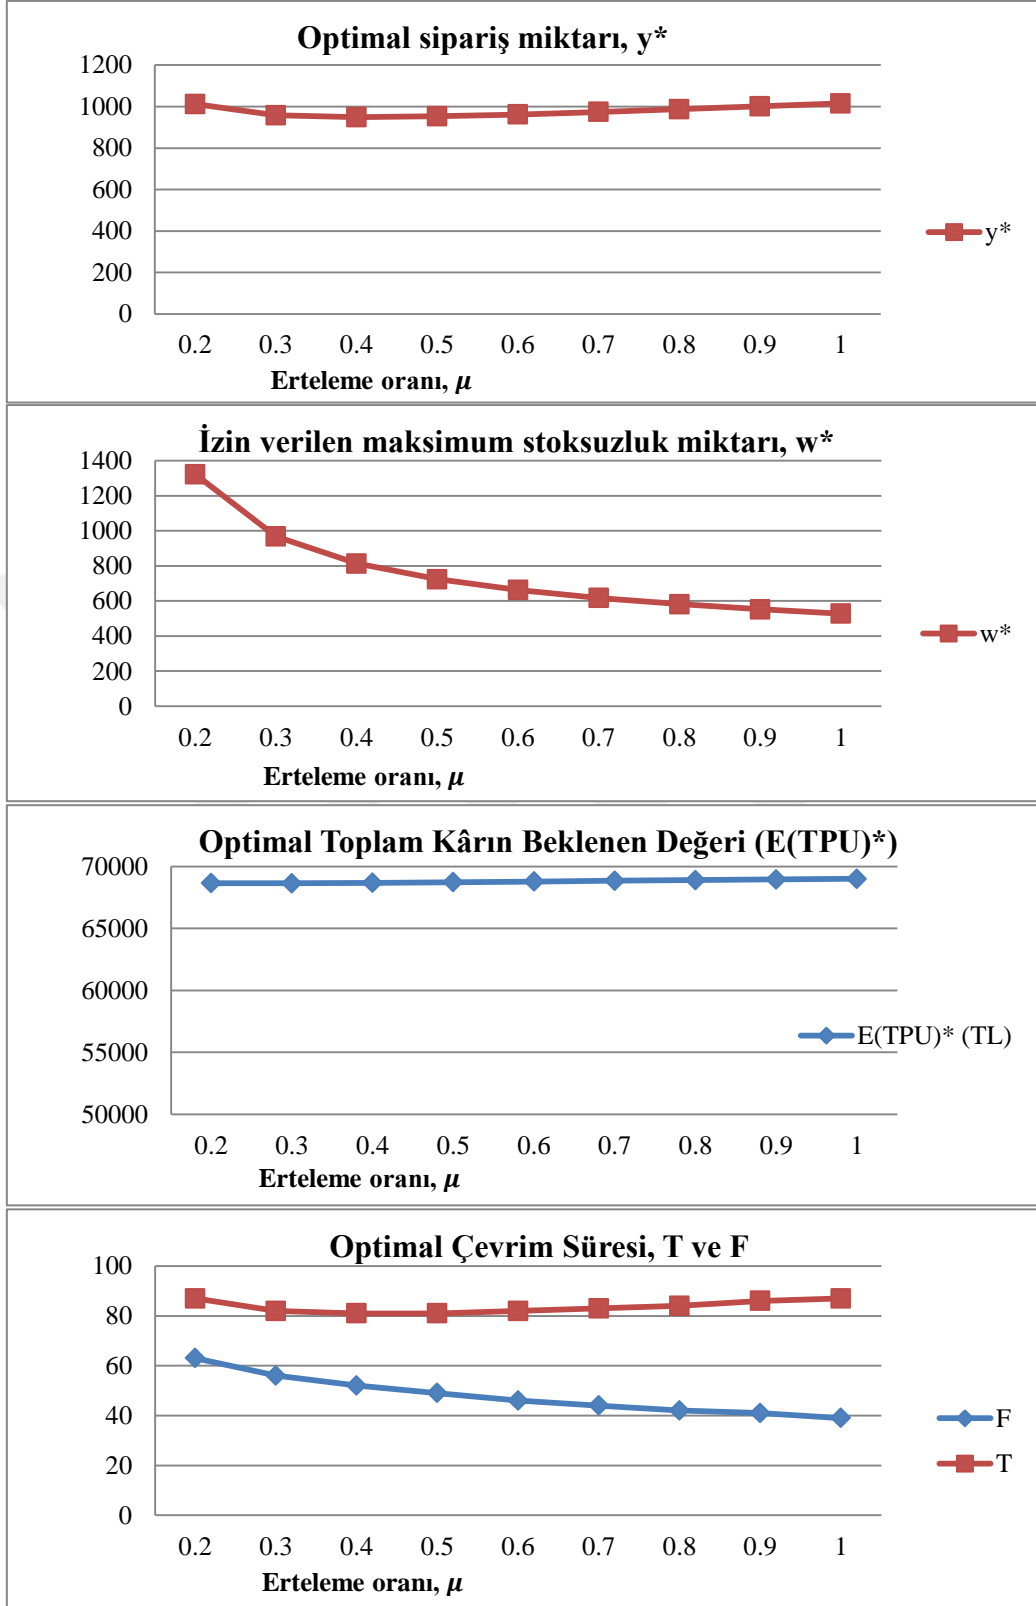 Optimal sipariş miktarı, y*
1200
1000
800
600
400
200
0
0.2 0.3 0.4 0.5 0.6 0.7 0.8 0.9 1
Erteleme oranı, μ
y*
İzin verilen maksimum stoksuzluk miktarı, w*
1400
1200
1000
800
600
400
200
0
0.2 0.3 0.4 0.5 0.6 0.7 0.8 0.9 1
Erteleme oranı, μ
w*
Optimal Toplam Kârın Beklenen Değeri (E(TPU)*)
70000
65000
60000
55000
50000
0.2 0.3 0.4 0.5 0.6 0.7 0.8 0.9 1
Erteleme oranı, μ
E(TPU)* (TL)
Optimal Çevrim Süresi, T ve F
100
80
60
40
20
0
0.2 0.3 0.4 0.5 0.6 0.7 0.8 0.9 1
Erteleme oranı, μ
F
T